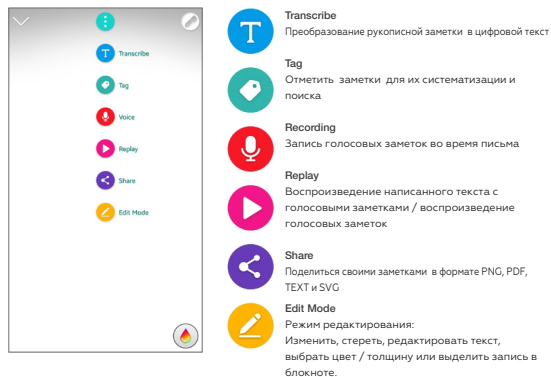 Transcribe
Tag
Voice
Replay
Share
Edit Mode
T
T
Transcribe
Преобразование рукописной заметки в цифровой текст
Tag
Отметить заметки для их систематизации и
поиска
Recording
Запись голосовых заметок во время письма
Replay
Воспроизведение написанного текста с
голосовыми заметками / воспроизведение
голосовых заметок
Share
Поделиться своими заметками в формате PNG, PDF,
TEXT и SVG
Edit Mode
Режим редактирования:
Изменить, стереть, редактировать текст,
выбрать цвет / толщину или выделить запись в
блокноте.